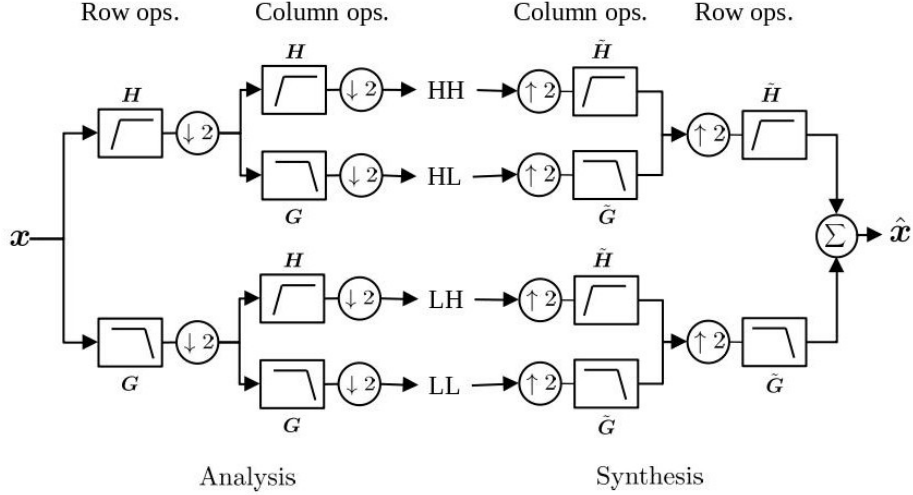 Row ops. Column ops. Column ops. Row ops.
H H̃
H ↓ 2 HH ↑ 2 H̃
↓ 2 ↑ 2
↓ 2 HL ↑ 2
G G̃
x Σ x̂
H H̃
↓ 2 LH ↑ 2
↓ 2 ↑ 2
G ↓ 2 LL ↑ 2 G̃
G G̃
Analysis Synthesis